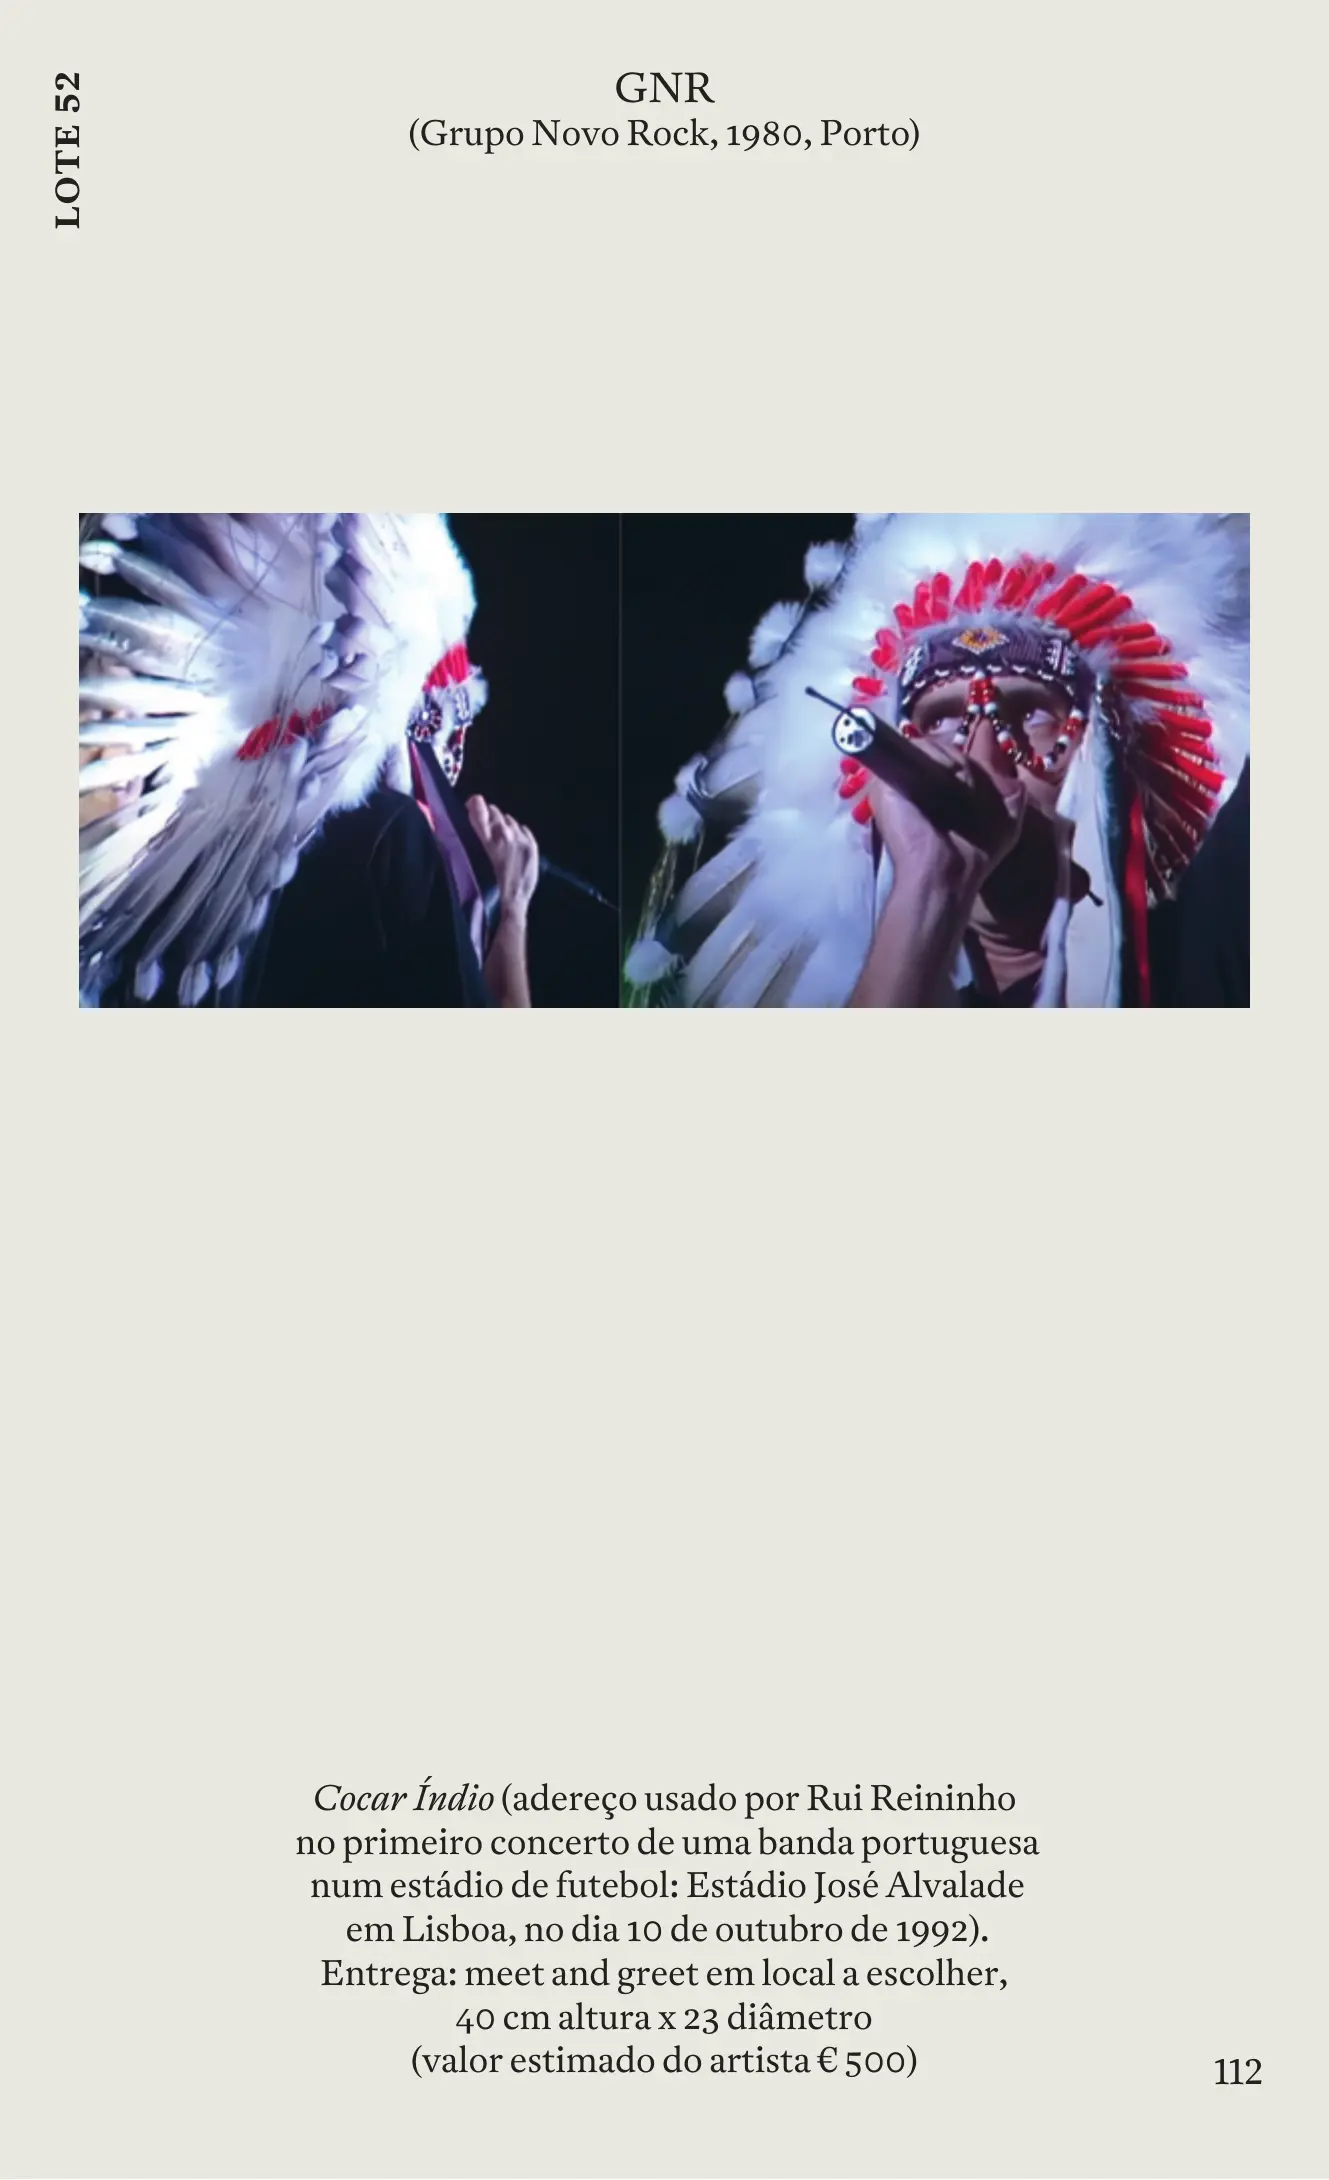 LOTE 52
GNR
(Grupo Novo Rock, 1980, Porto)
Cocar Índio (adereço usado por Rui Reininho
no primeiro concerto de uma banda portuguesa
num estádio de futebol: Estádio José Alvalade
em Lisboa, no dia 10 de outubro de 1992).
Entrega: meet and greet em local a escolher,
40 cm altura x 23 diâmetro
(valor estimado do artista € 500)
112